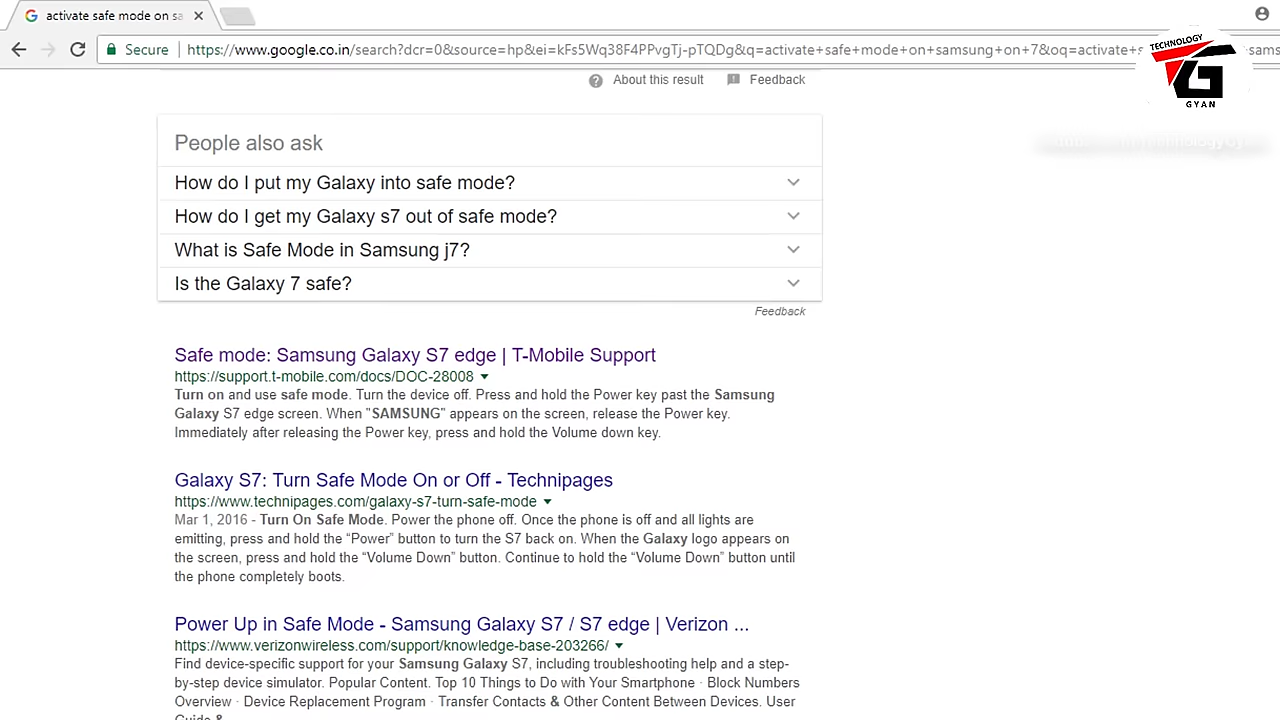 activate safe mode on sa
Secure
https://www.google.co.in/search?dcr=0&source=hp&ei=kFs5Wq38F4PPvgTj-pTQDg&q=activate+safe+mode+on+samsung+on+7&oq=activate+s
TECHNOLOGY
GYAN
About this result
Feedback
People also ask
How do I put my Galaxy into safe mode?
How do I get my Galaxy s7 out of safe mode?
What is Safe Mode in Samsung j7?
Is the Galaxy 7 safe?
Feedback
Safe mode: Samsung Galaxy S7 edge | T-Mobile Support
https://support.t-mobile.com/docs/DOC-28008
Turn on and use safe mode. Turn the device off. Press and hold the Power key past the Samsung
Galaxy S7 edge screen. When "SAMSUNG" appears on the screen, release the Power key.
Immediately after releasing the Power key, press and hold the Volume down key.
Galaxy S7: Turn Safe Mode On or Off - Technipages
https://www.technipages.com/galaxy-s7-turn-safe-mode
Mar 1, 2016 - Turn On Safe Mode. Power the phone off. Once the phone is off and all lights are
emitting, press and hold the “Power” button to turn the S7 back on. When the Galaxy logo appears on
the screen, press and hold the “Volume Down” button. Continue to hold the “Volume Down” button until
the phone completely boots.
Power Up in Safe Mode - Samsung Galaxy S7 / S7 edge | Verizon ...
https://www.verizonwireless.com/support/knowledge-base-203266/
Find device-specific support for your Samsung Galaxy S7, including troubleshooting help and a step-
by-step device simulator. Popular Content. Top 10 Things to Do with Your Smartphone · Block Numbers
Overview · Device Replacement Program · Transfer Contacts & Other Content Between Devices. User
Guide &